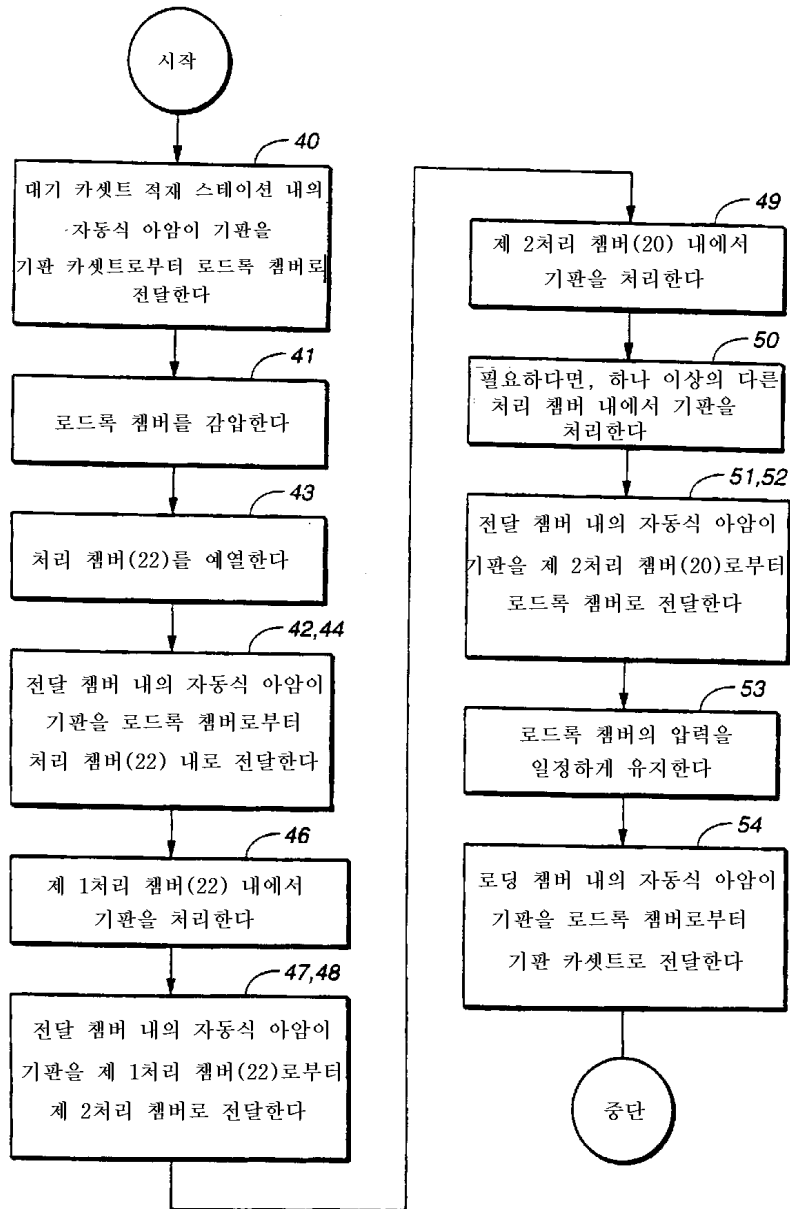 시작
40
대기 카셋트 적재 스테이션 내의
자동식 아암이 기판을
기판 카셋트로부터 로드록 챔버로
전달한다
41
로드록 챔버를 감압한다
43
처리 챔버(22)를 예열한다
42,44
전달 챔버 내의 자동식 아암이
기판을 로드록 챔버로부터
처리 챔버(22) 내로 전달한다
46
제 1처리 챔버(22) 내에서
기판을 처리한다
47,48
전달 챔버 내의 자동식 아암이
기판을 제 1처리 챔버(22)로부터
제 2처리 챔버로 전달한다
49
제 2처리 챔버(20) 내에서
기판을 처리한다
50
필요하다면, 하나 이상의 다른
처리 챔버 내에서 기판을
처리한다
51,52
전달 챔버 내의 자동식 아암이
기판을 제 2처리 챔버(20)로부터
로드록 챔버로 전달한다
53
로드록 챔버의 압력을
일정하게 유지한다
54
로딩 챔버 내의 자동식 아암이
기판을 로드록 챔버로부터
기판 카셋트로 전달한다
중단